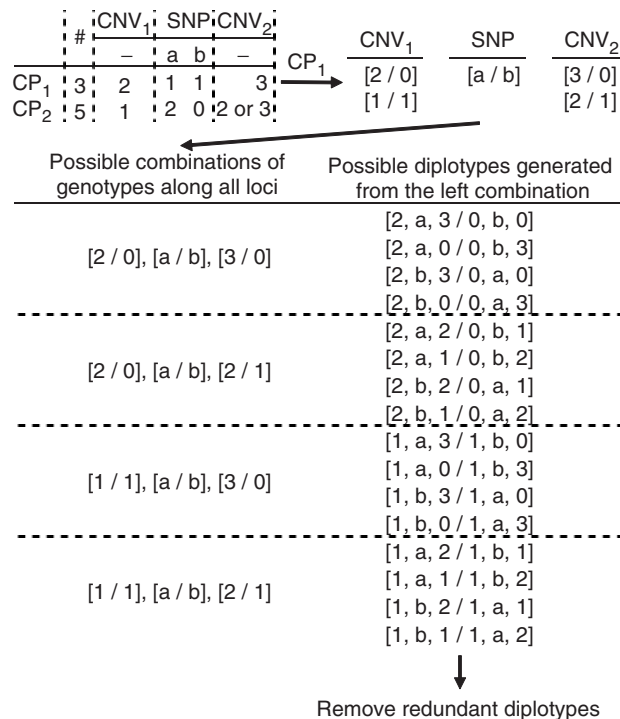 # CNV1 SNP CNV2
– a b –
CP1 3 2 1 1 3
CP2 5 1 2 0 2 or 3
CP1
CNV1 SNP CNV2
[2 / 0] [a / b] [3 / 0]
[1 / 1] [2 / 1]
Possible combinations of
genotypes along all loci
Possible diplotypes generated
from the left combination
[2 / 0], [a / b], [3 / 0]
[2, a, 3 / 0, b, 0]
[2, a, 0 / 0, b, 3]
[2, b, 3 / 0, a, 0]
[2, b, 0 / 0, a, 3]
[2 / 0], [a / b], [2 / 1]
[2, a, 2 / 0, b, 1]
[2, a, 1 / 0, b, 2]
[2, b, 2 / 0, a, 1]
[2, b, 1 / 0, a, 2]
[1 / 1], [a / b], [3 / 0]
[1, a, 3 / 1, b, 0]
[1, a, 0 / 1, b, 3]
[1, b, 3 / 1, a, 0]
[1, b, 0 / 1, a, 3]
[1 / 1], [a / b], [2 / 1]
[1, a, 2 / 1, b, 1]
[1, a, 1 / 1, b, 2]
[1, b, 2 / 1, a, 1]
[1, b, 1 / 1, a, 2]
Remove redundant diplotypes